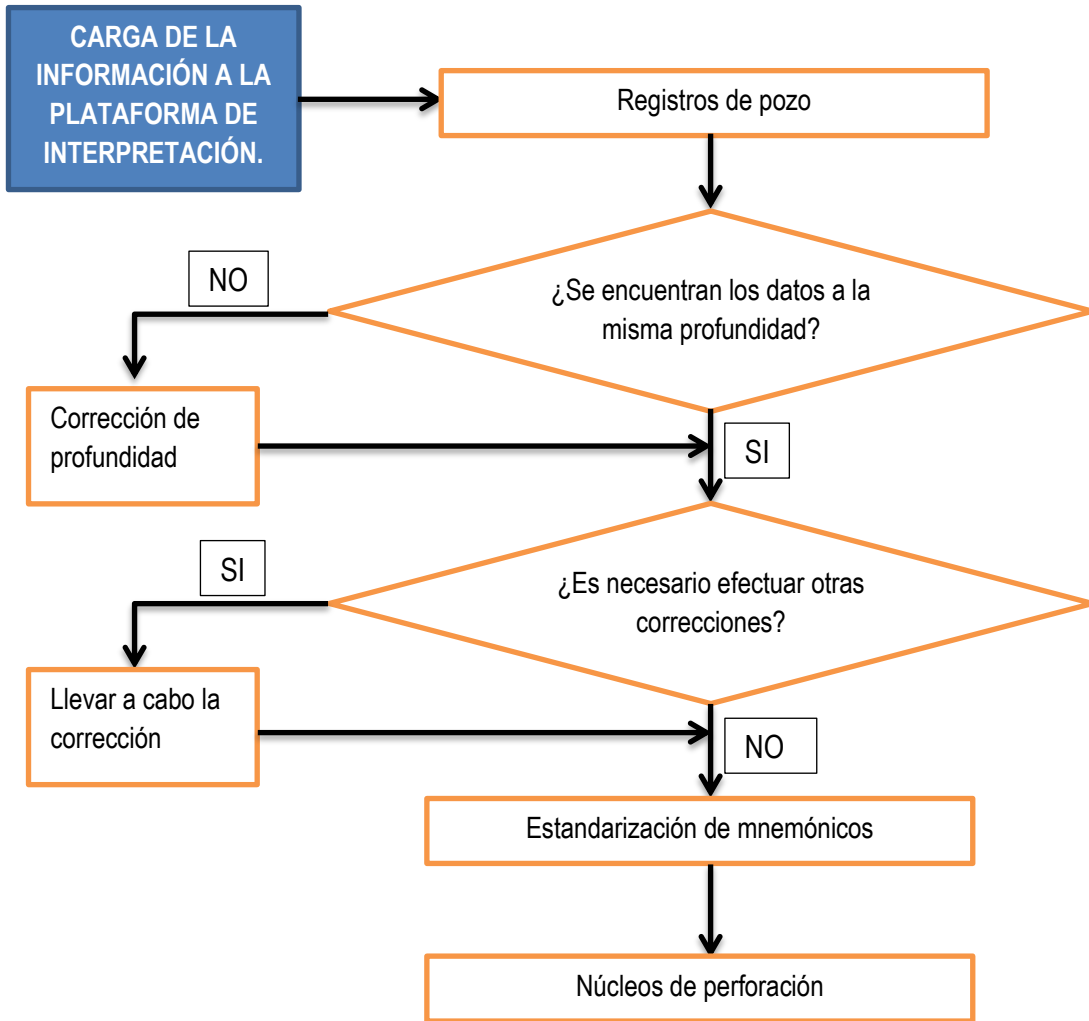 CARGA DE LA
INFORMACIÓN A LA
PLATAFORMA DE
INTERPRETACIÓN.
Registros de pozo
¿Se encuentran los datos a la
misma profundidad?
NO
Corrección de
profundidad
SI
¿Es necesario efectuar otras
correcciones?
SI
Llevar a cabo la
corrección
NO
Estandarización de mnemónicos
Núcleos de perforación